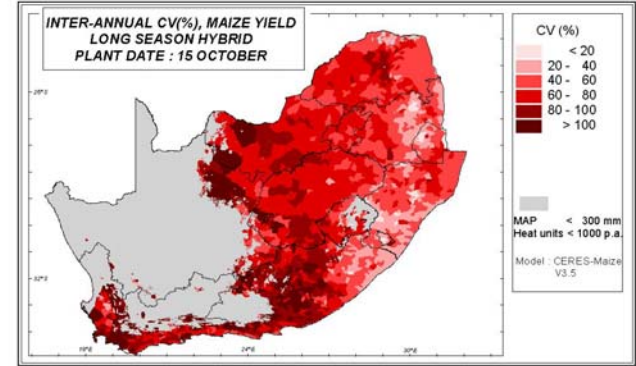 INTER-ANNUAL CV(%), MAIZE YIELD
LONG SEASON HYBRID
PLANT DATE : 15 OCTOBER
CV (%)
< 20
20 - 40
40 - 60
60 - 80
80 - 100
> 100
MAP < 300 mm
Heat units < 1000 p.a.
Model : CERES-Maize
V3.5